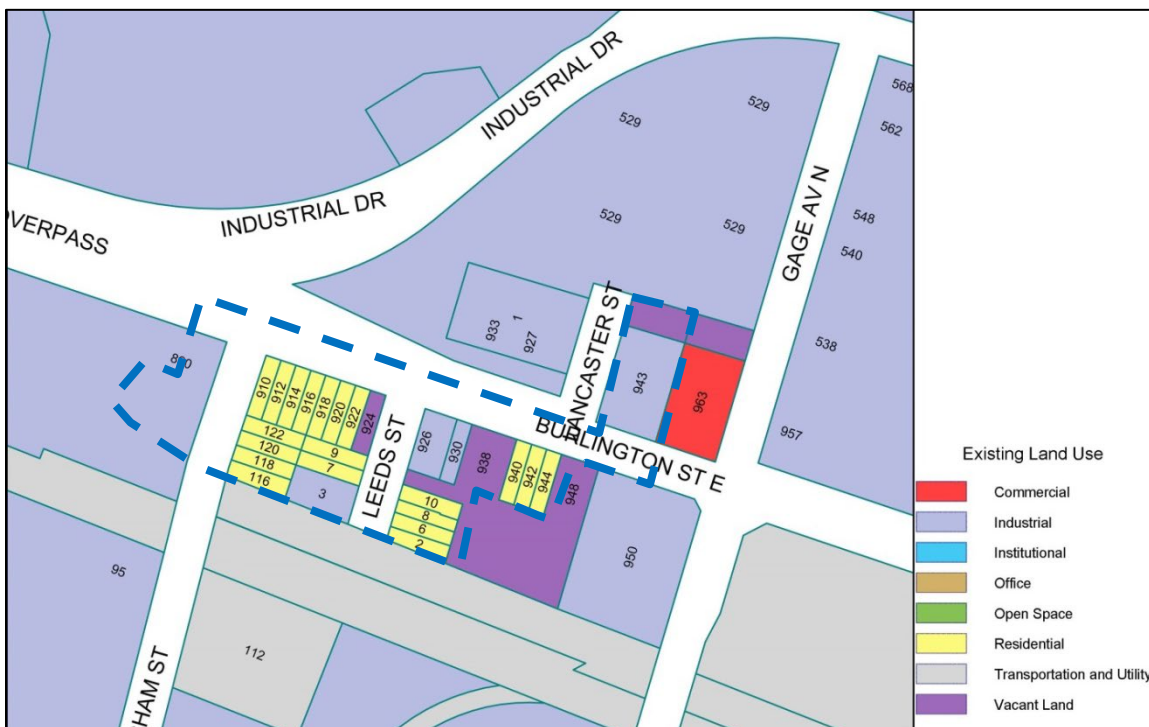 INDUSTRIAL DR
568
529
529
562
INDUSTRIAL DR
GAGE AV N
OVERPASS
529
529
548
540
LANCASTER ST
933
1
927
538
943
963
910
912
914
916
918
920
922
924
926
930
938
940
942
944
948
BURLINGTON ST E
957
122
120
118
116
9
7
3
LEEDS ST
10
8
6
2
950
95
112
HAM ST
Existing Land Use
Commercial
Industrial
Institutional
Office
Open Space
Residential
Transportation and Utility
Vacant Land